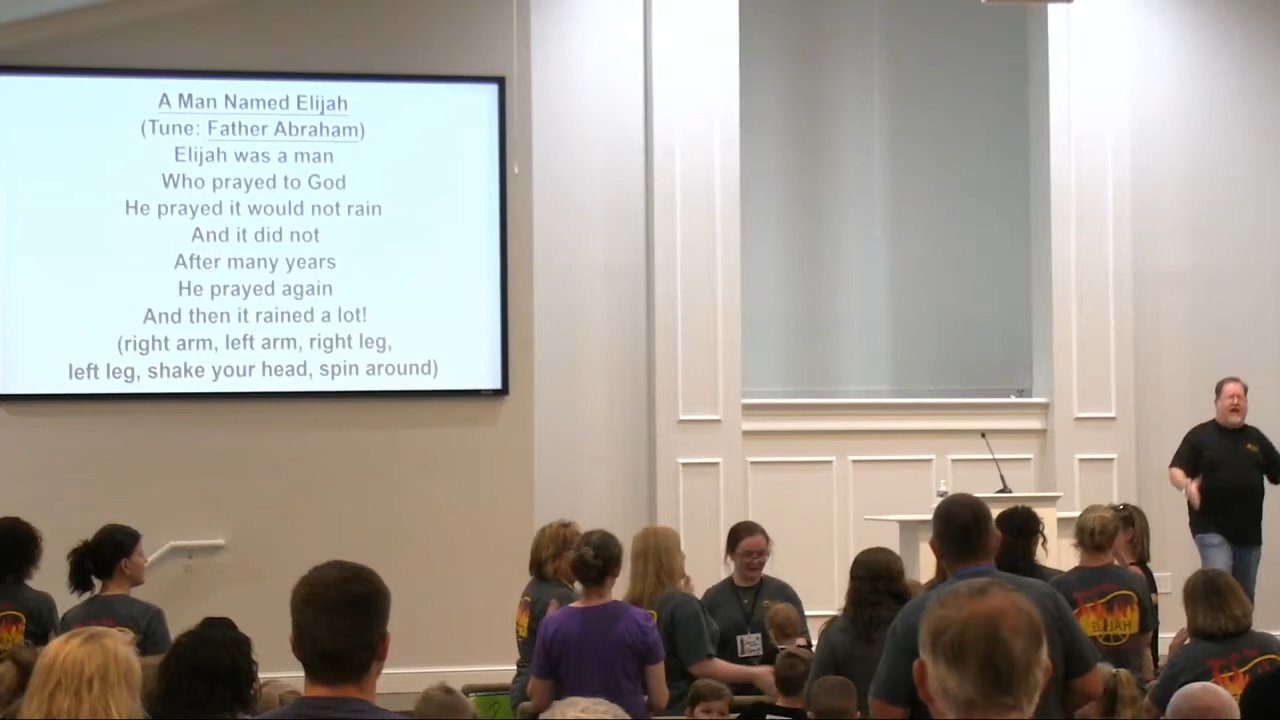 A Man Named Elijah
(Tune: Father Abraham)
Elijah was a man
Who prayed to God
He prayed it would not rain
And it did not
After many years
He prayed again
And then it rained a lot!
(right arm, left arm, right leg,
left leg, shake your head, spin around)
ELIJAH